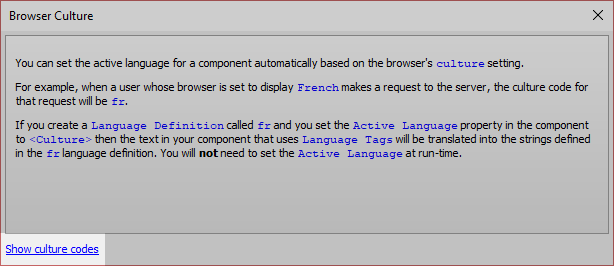 Browser Culture
You can set the active language for a component automatically based on the browser's culture setting.
For example, when a user whose browser is set to display French makes a request to the server, the culture code for
that request will be fr.
If you create a Language Definition called fr and you set the Active Language property in the component
to <Culture> then the text in your component that uses Language Tags will be translated into the strings defined
in the fr language definition. You will not need to set the Active Language at run-time.
Show culture codes